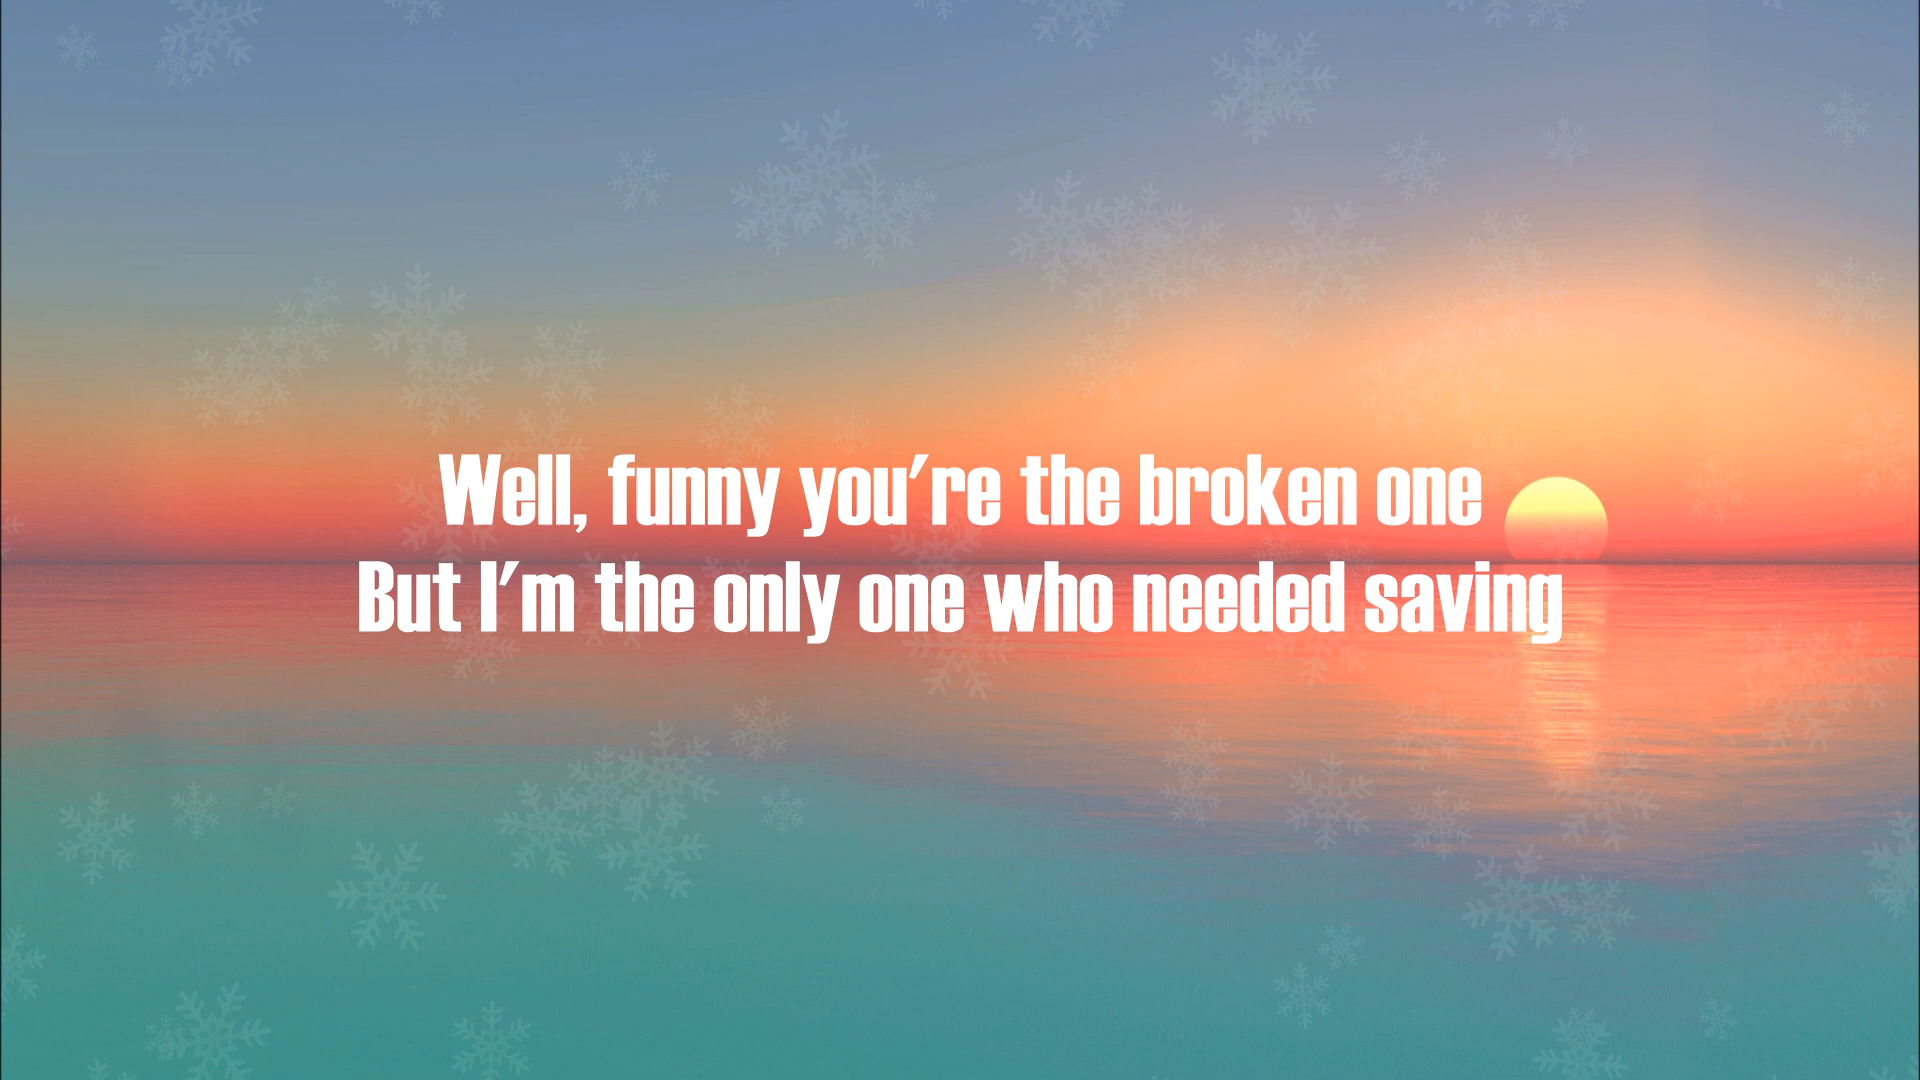 Well, funny you're the broken one
But I'm the only one who needed saving